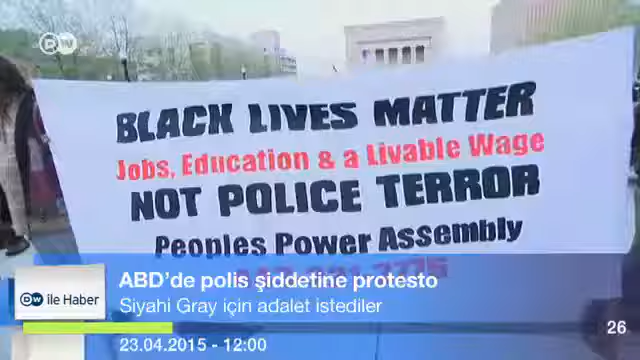 DW
BLACK LIVES MATTER
Jobs, Education & a Livable Wage
NOT POLICE TERROR
Peoples Power Assembly
ABD'de polis şiddetine protesto
DW ile Haber
Siyahi Gray için adalet istediler
26
23.04.2015 - 12:00